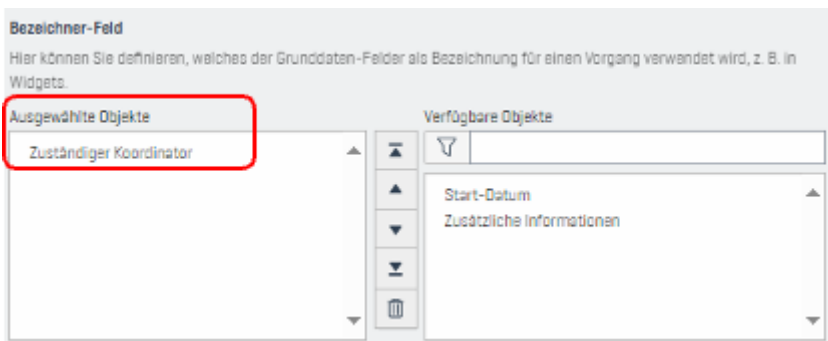 Bezeichner-Feld
Hier können Sie definieren, welches der Grunddaten-Felder als Bezeichnung für einen Vorgang verwendet wird, z. B. in
Widgets.
Ausgewählte Objekte
Verfügbare Objekte
Zuständiger Koordinator
Start-Datum
Zusätzliche Informationen